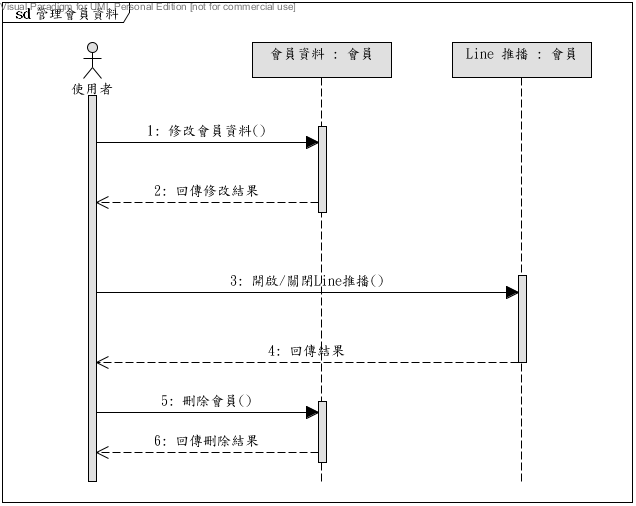 Visual Paradigm for UML Personal Edition [not for commercial use]
sd 管理會員資料
會員資料 : 會員
Line 推播 : 會員
使用者
1: 修改會員資料()
2: 回傳修改結果
3: 開啟/關閉Line推播()
4: 回傳結果
5: 刪除會員()
6: 回傳刪除結果